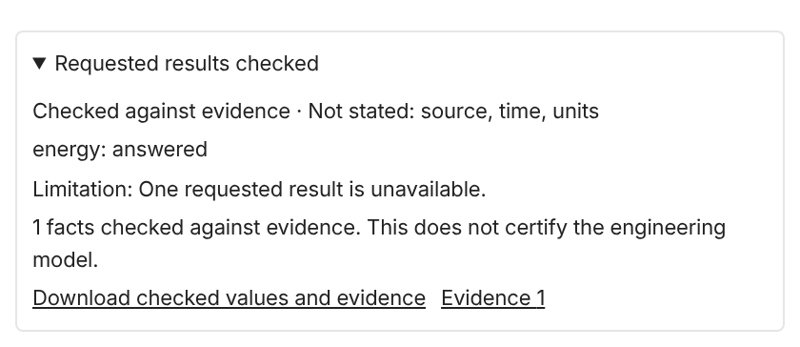 ▼ Requested results checked
Checked against evidence · Not stated: source, time, units
energy: answered
Limitation: One requested result is unavailable.
1 facts checked against evidence. This does not certify the engineering
model.
Download checked values and evidence Evidence 1